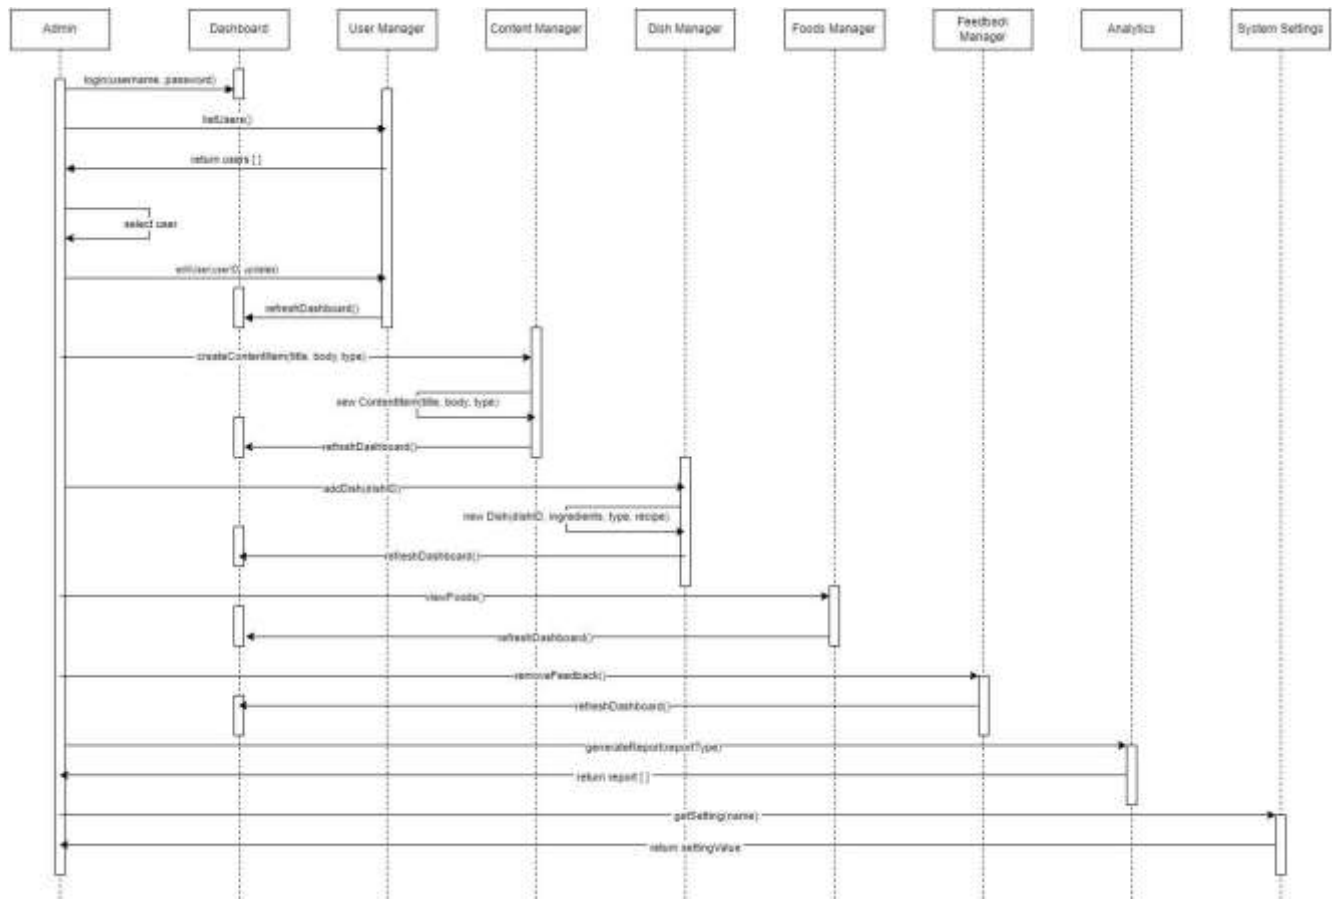 Admin
Dashboard
User Manager
Content Manager
Dish Manager
Foods Manager
Feedback
Manager
Analytics
System Settings
login(username, password)
listUsers()
return users [ ]
select user
editUser(userID, updates)
refreshDashboard()
createContentItem(title, body, type)
new ContentItem(title, body, type)
refreshDashboard()
addDish(dishID)
new Dish(dishID, ingredients, type, recipe)
refreshDashboard()
viewFoods()
refreshDashboard()
removeFeedback()
refreshDashboard()
generateReport(reportType)
return report [ ]
getSetting(name)
return settingValue